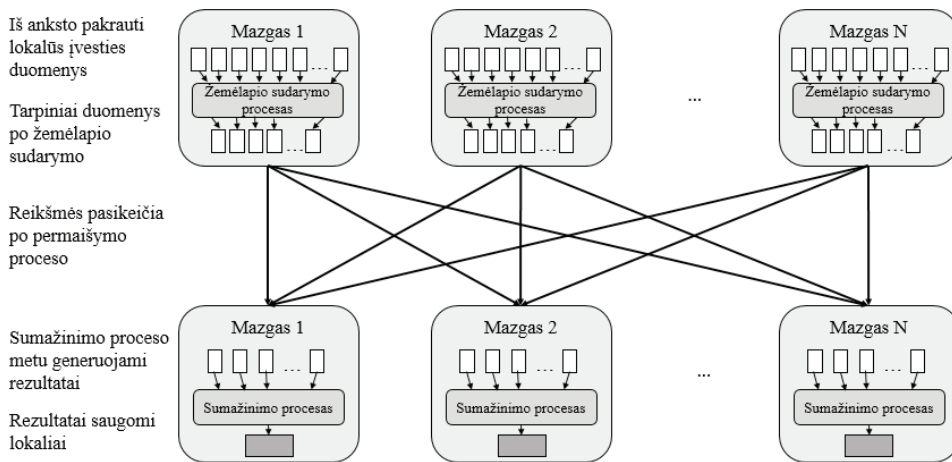 Iš anksto pakrauti
lokalūs įvesties
duomenys
Tarpiniai duomenys
po žemėlapio
sudarymo
Reikšmės pasikeičia
po permaišymo
proceso
Sumažinimo proceso
metu generuojami
rezultatai
Rezultatai saugomi
lokaliai
Mazgas 1
...
Žemėlapio sudarymo
procesas
...
Mazgas 2
...
Žemėlapio sudarymo
procesas
...
...
Mazgas N
...
Žemėlapio sudarymo
procesas
...
Mazgas 1
...
Sumažinimo procesas
Mazgas 2
...
Sumažinimo procesas
...
Mazgas N
...
Sumažinimo procesas